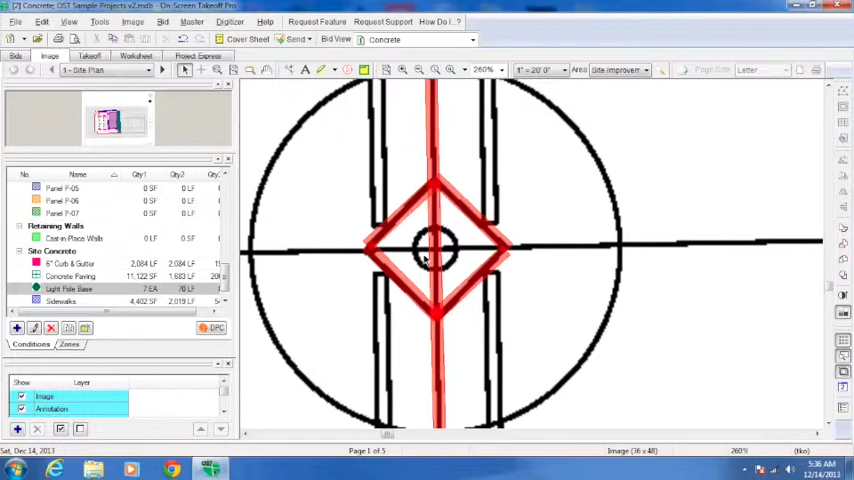 [2] Concrete; OST Sample Projects v2.mdb - On-Screen Takeoff Pro
File Edit View Tools Image Bid Master Digitizer Help Request Feature Request Support How Do I...?
Cover Sheet Send Bid View Concrete
Bids Image Takeoff Worksheet Project Express
1 - Site Plan 260% 1" = 20' 0" Area Site Improvem Page Size Letter
No. Name Qty1 Qty2
Panel P-05 0 SF 0 LF
Panel P-06 0 SF 0 LF
Panel P-07 0 SF 0 LF
Retaining Walls
Cast-in-Place Walls 0 LF 0 SF
Site Concrete
6" Curb & Gutter 2,084 LF
Concrete Paving 11,122 SF 1,683 LF
Light Pole Base 7 EA 70 LF
Sidewalks 4,402 SF 2,019 LF
DPC
Conditions Zones
Show Layer
Image
Annotation
Sat, Dec 14, 2013 Page 1 of 5 Image (36 x 48) 260% (tko)
5:36 AM
12/14/2013